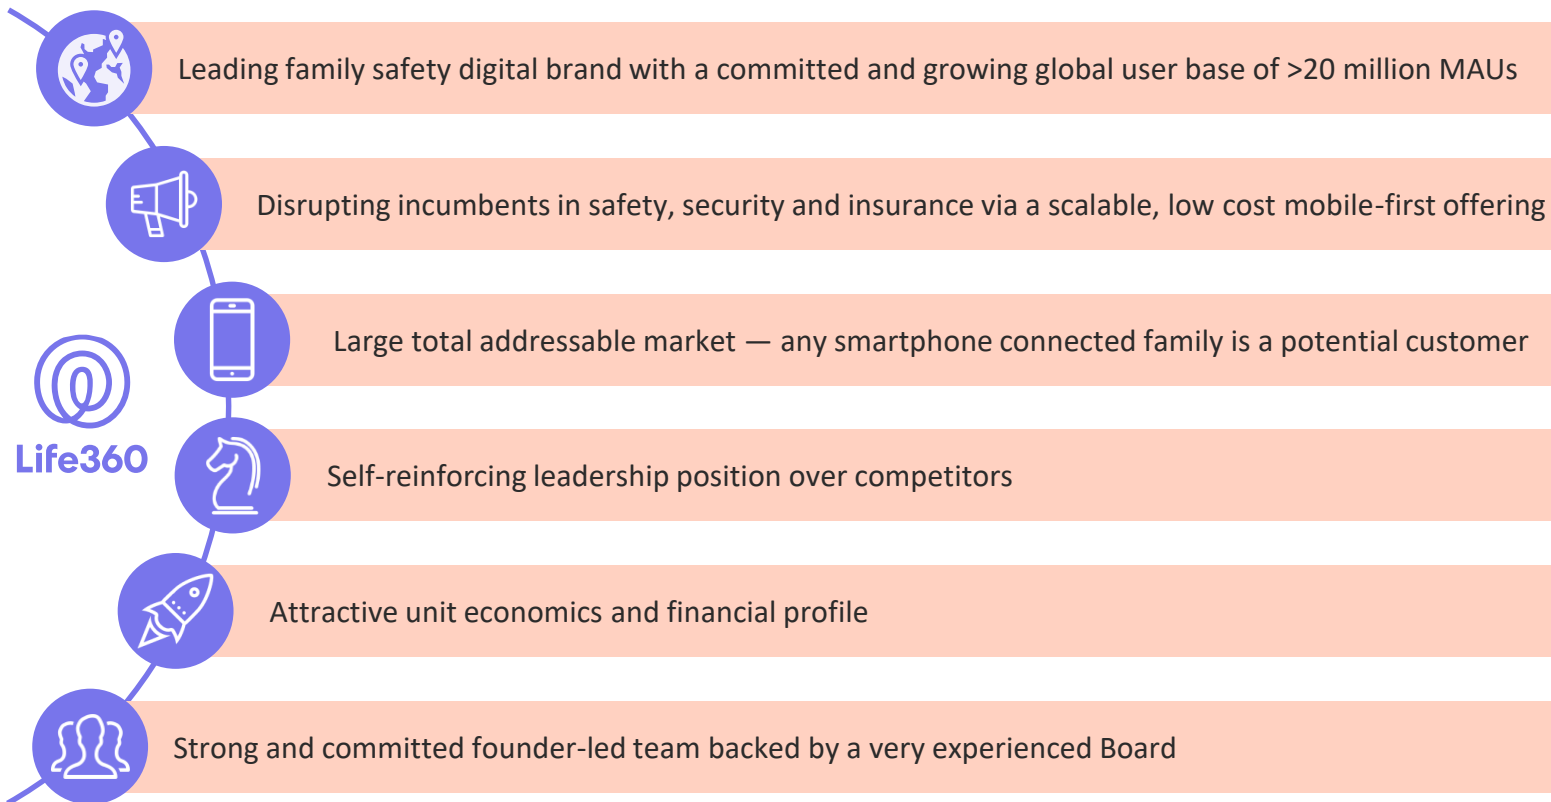 Leading family safety digital brand with a committed and growing global user base of >20 million MAUs
Disrupting incumbents in safety, security and insurance via a scalable, low cost mobile-first offering
Large total addressable market — any smartphone connected family is a potential customer
Life360
Self-reinforcing leadership position over competitors
Attractive unit economics and financial profile
Strong and committed founder-led team backed by a very experienced Board